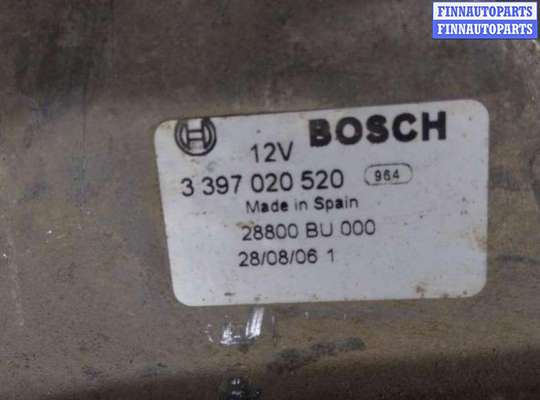 FINNAUTOPARTS
FINNAUTOPARTS
BOSCH
12V
3 397 020 520 964
Made in Spain
28800 BU 000
28/08/06 1